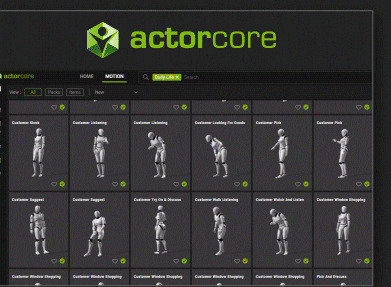 actorcore
actorcore HOME MOTION Daily Life × Search
View: All Packs Items New
Customer Listening Customer Listening Customer Looking For Goods Customer Pick Customer Pick
Customer Suggest Customer Suggest Customer Try On & Discuss Customer Walk Listening Customer Watch And Listen Customer Window Shopping
Customer Window Shopping Customer Window Shopping Customer Window Shopping Customer Window Shopping Customer Window Shopping Pick And Discuss